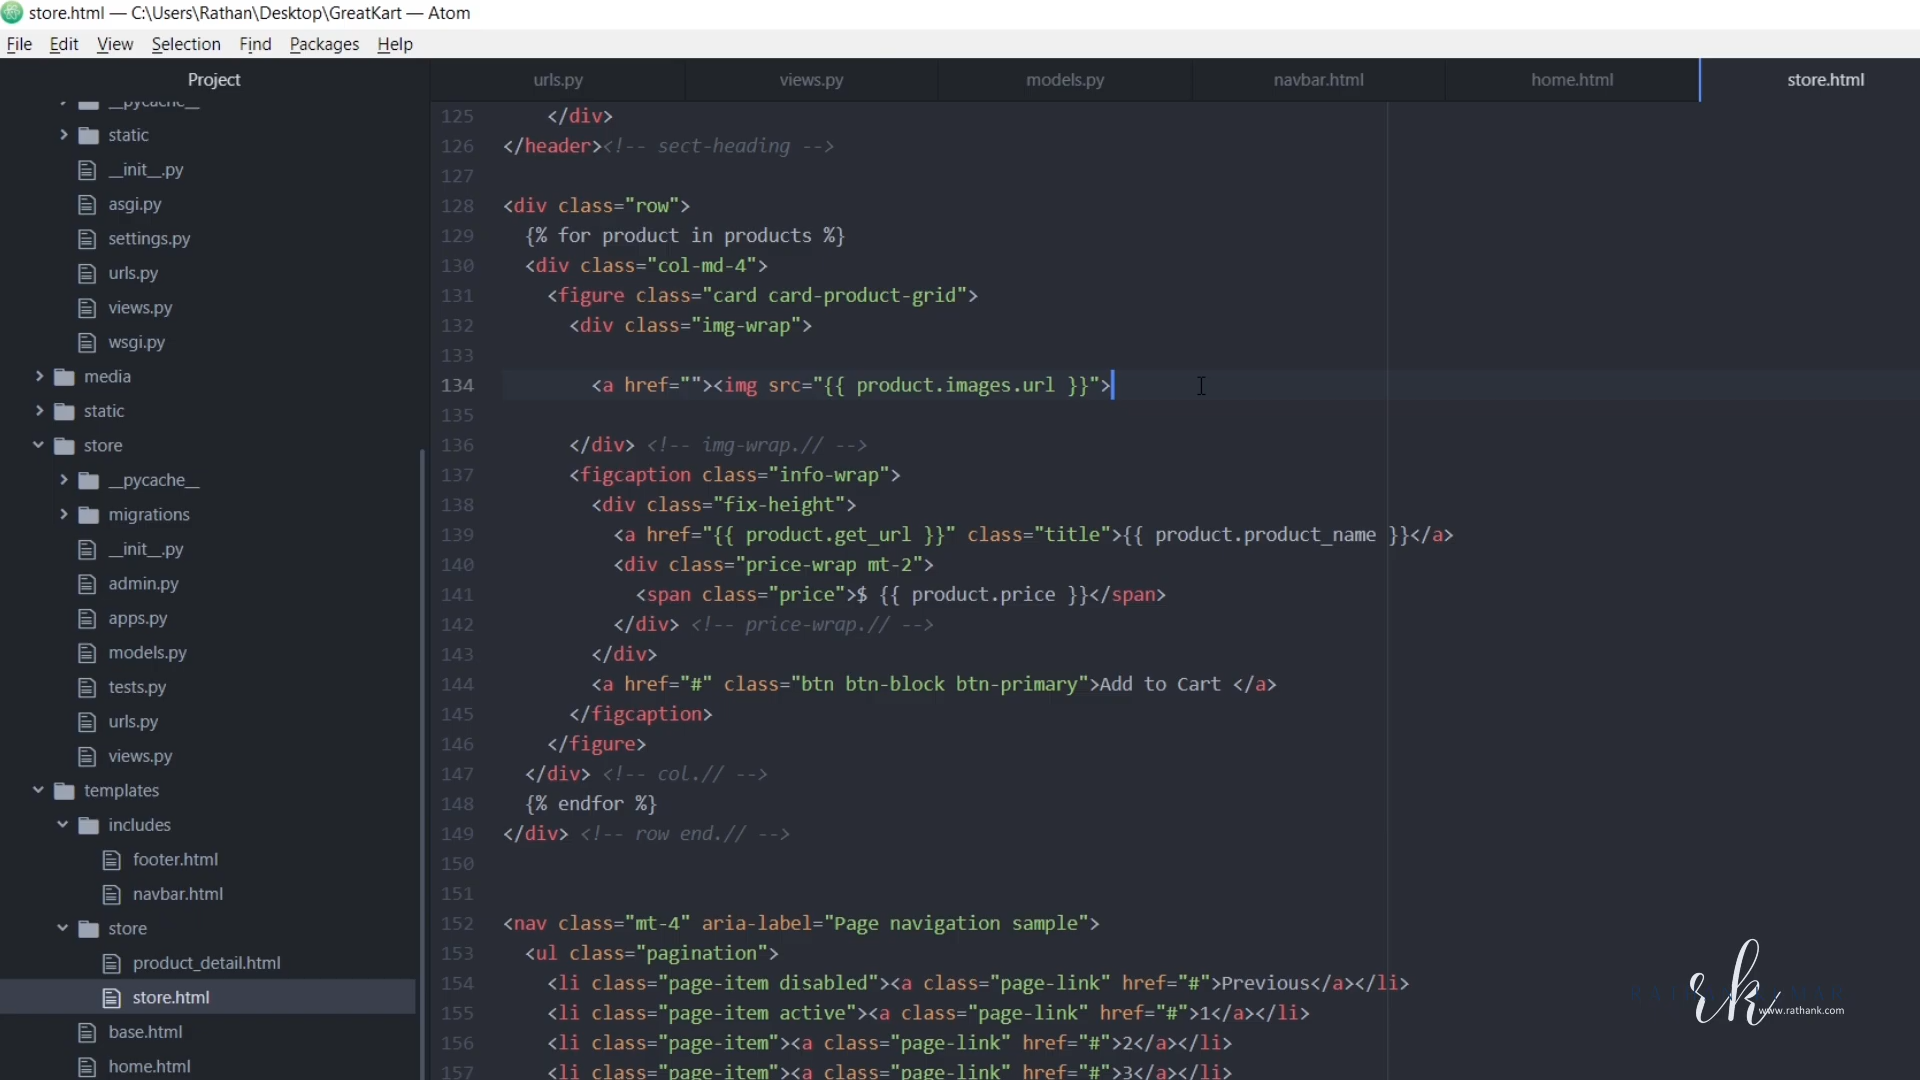 store.html — C:\Users\Rathan\Desktop\GreatKart — Atom
File Edit View Selection Find Packages Help
Project
urls.py views.py models.py navbar.html home.html store.html
__pycache__
static
__init__.py
asgi.py
settings.py
urls.py
views.py
wsgi.py
media
static
store
__pycache__
migrations
__init__.py
admin.py
apps.py
models.py
tests.py
urls.py
views.py
templates
includes
footer.html
navbar.html
store
product_detail.html
store.html
base.html
home.html
125 </div>
126 </header><!-- sect-heading -->
127
128 <div class="row">
129 {% for product in products %}
130 <div class="col-md-4">
131 <figure class="card card-product-grid">
132 <div class="img-wrap">
133
134 <a href=""><img src="{{ product.images.url }}">
135
136 </div> <!-- img-wrap.// -->
137 <figcaption class="info-wrap">
138 <div class="fix-height">
139 <a href="{{ product.get_url }}" class="title">{{ product.product_name }}</a>
140 <div class="price-wrap mt-2">
141 <span class="price">$ {{ product.price }}</span>
142 </div> <!-- price-wrap.// -->
143 </div>
144 <a href="#" class="btn btn-block btn-primary">Add to Cart </a>
145 </figcaption>
146 </figure>
147 </div> <!-- col.// -->
148 {% endfor %}
149 </div> <!-- row end.// -->
150
151
152 <nav class="mt-4" aria-label="Page navigation sample">
153 <ul class="pagination">
154 <li class="page-item disabled"><a class="page-link" href="#">Previous</a></li>
155 <li class="page-item active"><a class="page-link" href="#">1</a></li>
156 <li class="page-item"><a class="page-link" href="#">2</a></li>
157 <li class="page-item"><a class="page-link" href="#">3</a></li>
rk
www.rathank.com